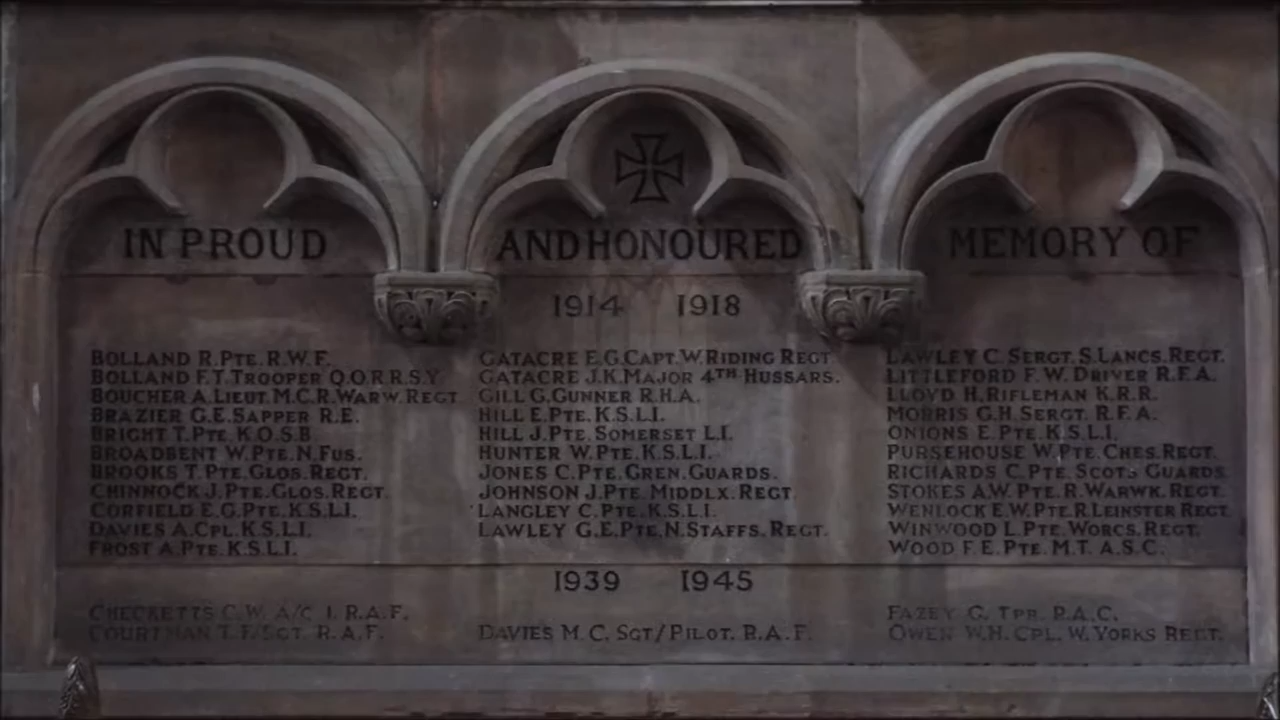 IN PROUD
AND HONOURED
MEMORY OF
1914 1918
BOLLAND R. PTE. R.W.F.
BOLLAND F.T. TROOPER Q.O.R.R.S.Y
BOUCHER A. LIEUT. M.C. R. WARW. REGT
BRAZIER G.E. SAPPER R.E.
BRIGHT T. PTE. K.O.S.B
BROADBENT W. PTE. N. FUS.
BROOKS T. PTE. GLOS. REGT.
CHINNOCK J. PTE. GLOS. REGT.
CORFIELD E.G. PTE. K.S.L.I.
DAVIES A. CPL. K.S.L.I.
FROST A. PTE. K.S.L.I.
GATACRE E.G. CAPT. W. RIDING REGT.
GATACRE J.K. MAJOR 4TH HUSSARS.
GILL G. GUNNER R.H.A.
HILL E. PTE. K.S.L.I.
HILL J. PTE. SOMERSET L.I.
HUNTER W. PTE. K.S.L.I.
JONES C. PTE. GREN. GUARDS.
JOHNSON J. PTE. MIDDLX. REGT.
LANGLEY C. PTE. K.S.L.I.
LAWLEY G.E. PTE. N. STAFFS. REGT.
LAWLEY C. SERGT. S. LANCS. REGT.
LITTLEFORD F.W. DRIVER R.F.A.
LLOYD H. RIFLEMAN K.R.R.
MORRIS G.H. SERGT. R.F.A.
ONIONS E. PTE. K.S.L.I.
PURSEHOUSE W. PTE. CHES. REGT.
RICHARDS C. PTE. SCOTS GUARDS.
STOKES A.W. PTE. R. WARWK. REGT.
WENLOCK E.W. PTE. R. LEINSTER REGT.
WINWOOD L. PTE. WORCS. REGT.
WOOD F.E. PTE. M.T. A.S.C.
1939 1945
CHECKETTS C.W. A/C 1. R.A.F.
COURTMAN T. F/SGT. R.A.F.
DAVIES M.C. SGT/PILOT. R.A.F.
FAZEY G. TPR. R.A.C.
OWEN W.H. CPL. W. YORKS REGT.